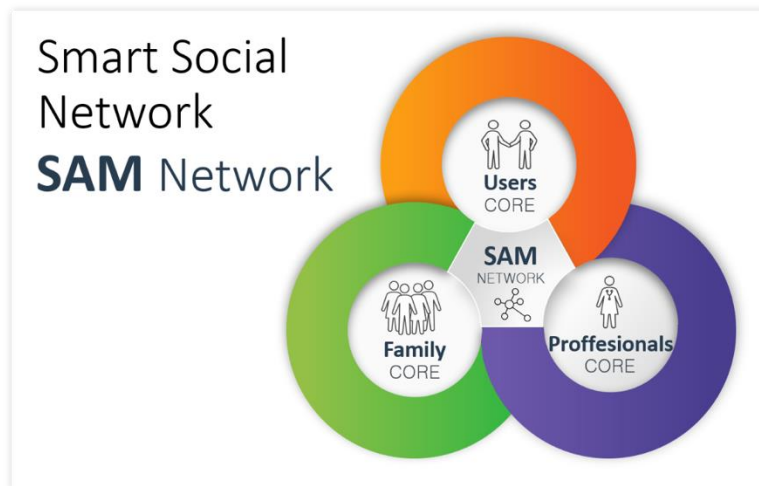 Smart Social
Network
SAM Network
Users
CORE
SAM
NETWORK
Family
CORE
Proffesionals
CORE